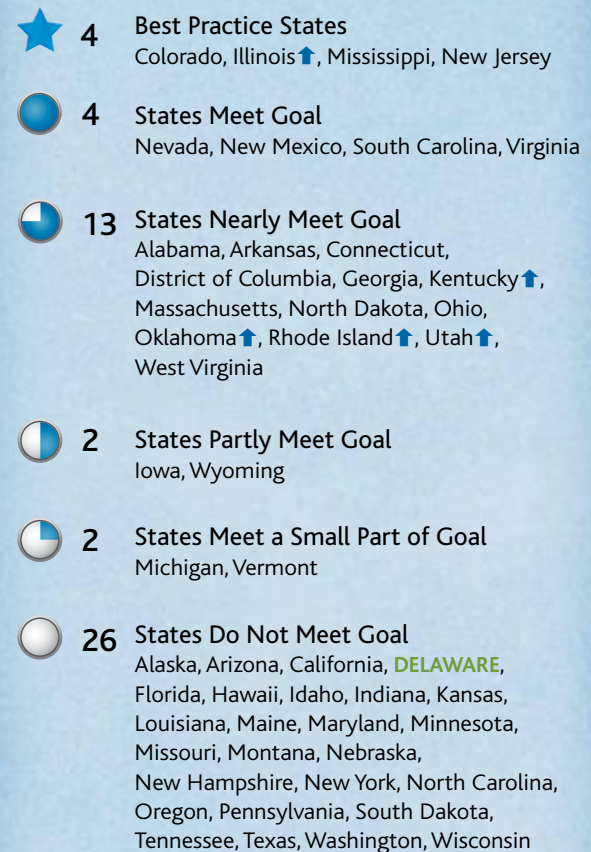 4 Best Practice States
Colorado, Illinois⬆, Mississippi, New Jersey
4 States Meet Goal
Nevada, New Mexico, South Carolina, Virginia
13 States Nearly Meet Goal
Alabama, Arkansas, Connecticut,
District of Columbia, Georgia, Kentucky⬆,
Massachusetts, North Dakota, Ohio,
Oklahoma⬆, Rhode Island⬆, Utah⬆,
West Virginia
2 States Partly Meet Goal
Iowa, Wyoming
2 States Meet a Small Part of Goal
Michigan, Vermont
26 States Do Not Meet Goal
Alaska, Arizona, California, DELAWARE,
Florida, Hawaii, Idaho, Indiana, Kansas,
Louisiana, Maine, Maryland, Minnesota,
Missouri, Montana, Nebraska,
New Hampshire, New York, North Carolina,
Oregon, Pennsylvania, South Dakota,
Tennessee, Texas, Washington, Wisconsin